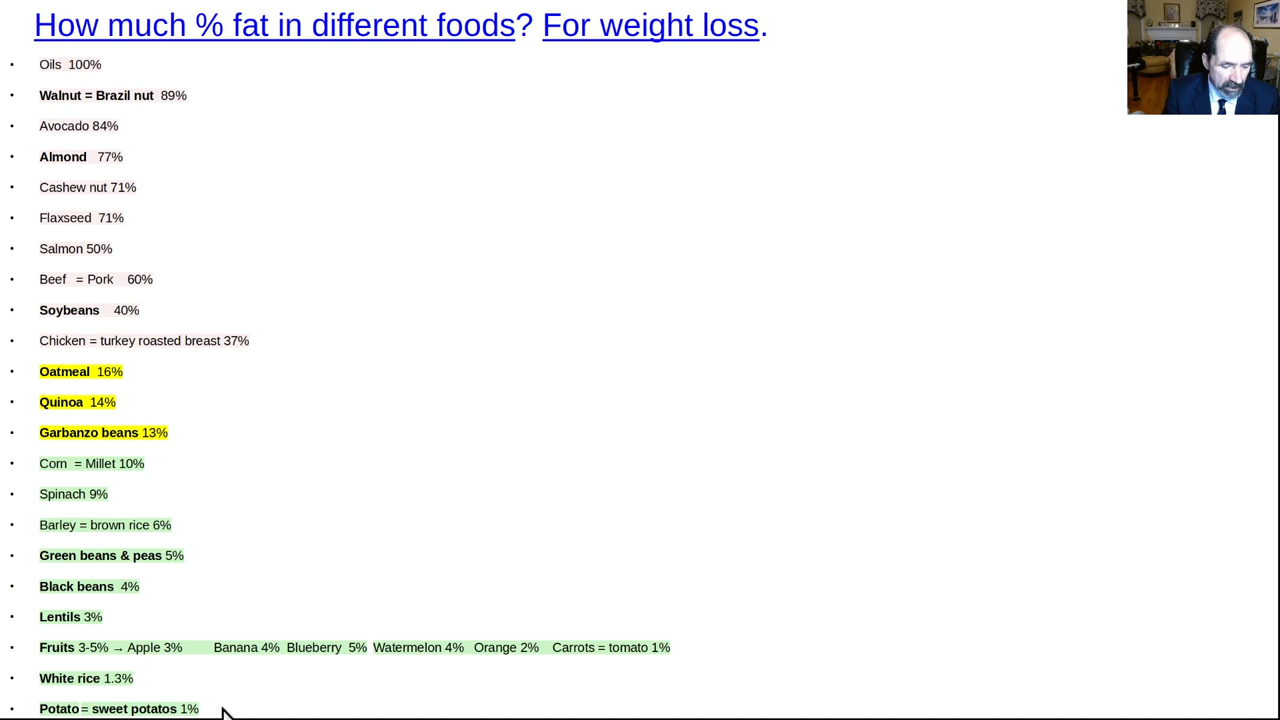 How much % fat in different foods? For weight loss.
• Oils 100%
• Walnut = Brazil nut 89%
• Avocado 84%
• Almond 77%
• Cashew nut 71%
• Flaxseed 71%
• Salmon 50%
• Beef = Pork 60%
• Soybeans 40%
• Chicken = turkey roasted breast 37%
• Oatmeal 16%
• Quinoa 14%
• Garbanzo beans 13%
• Corn = Millet 10%
• Spinach 9%
• Barley = brown rice 6%
• Green beans & peas 5%
• Black beans 4%
• Lentils 3%
• Fruits 3-5% → Apple 3% Banana 4% Blueberry 5% Watermelon 4% Orange 2% Carrots = tomato 1%
• White rice 1.3%
• Potato = sweet potatos 1%